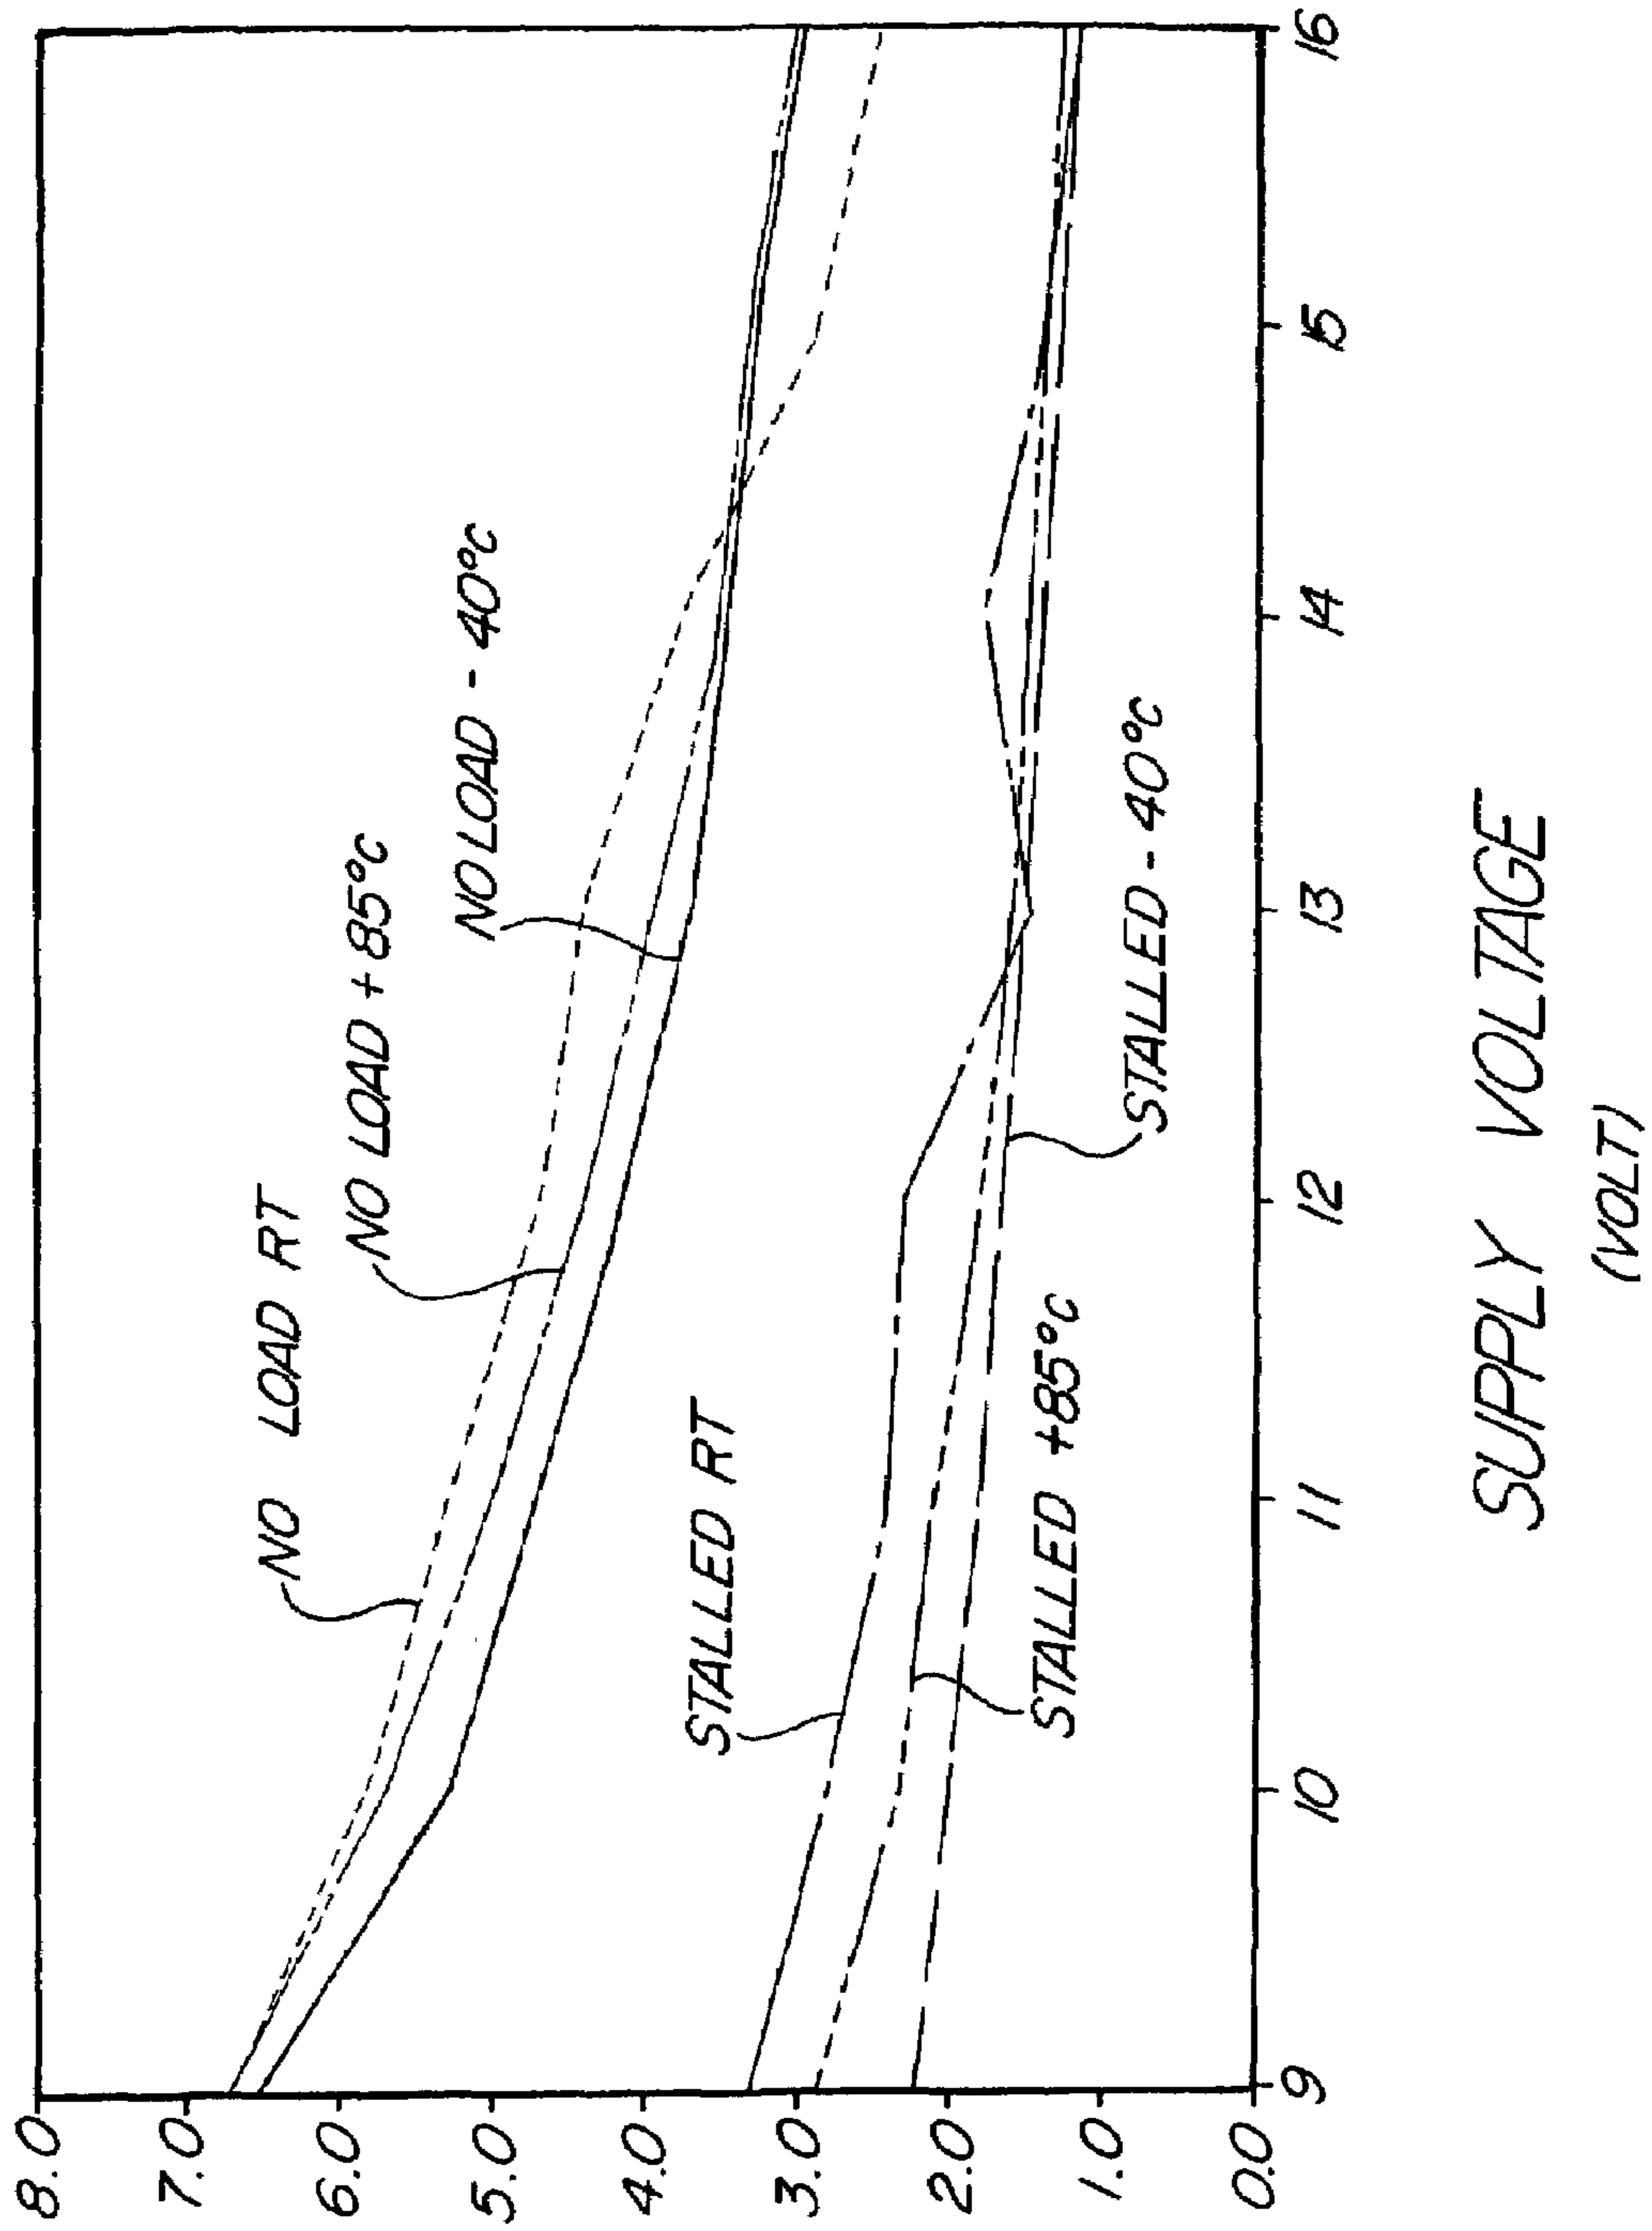 8.0
7.0
6.0
5.0
4.0
3.0
2.0
1.0
0.0
NO LOAD RT
NO LOAD +85°C
NO LOAD - 40°C
STALLED RT
STALLED +85°C
STALLED - 40°C
9 10 11 12 13 14 15 16
SUPPLY VOLTAGE
(VOLT)